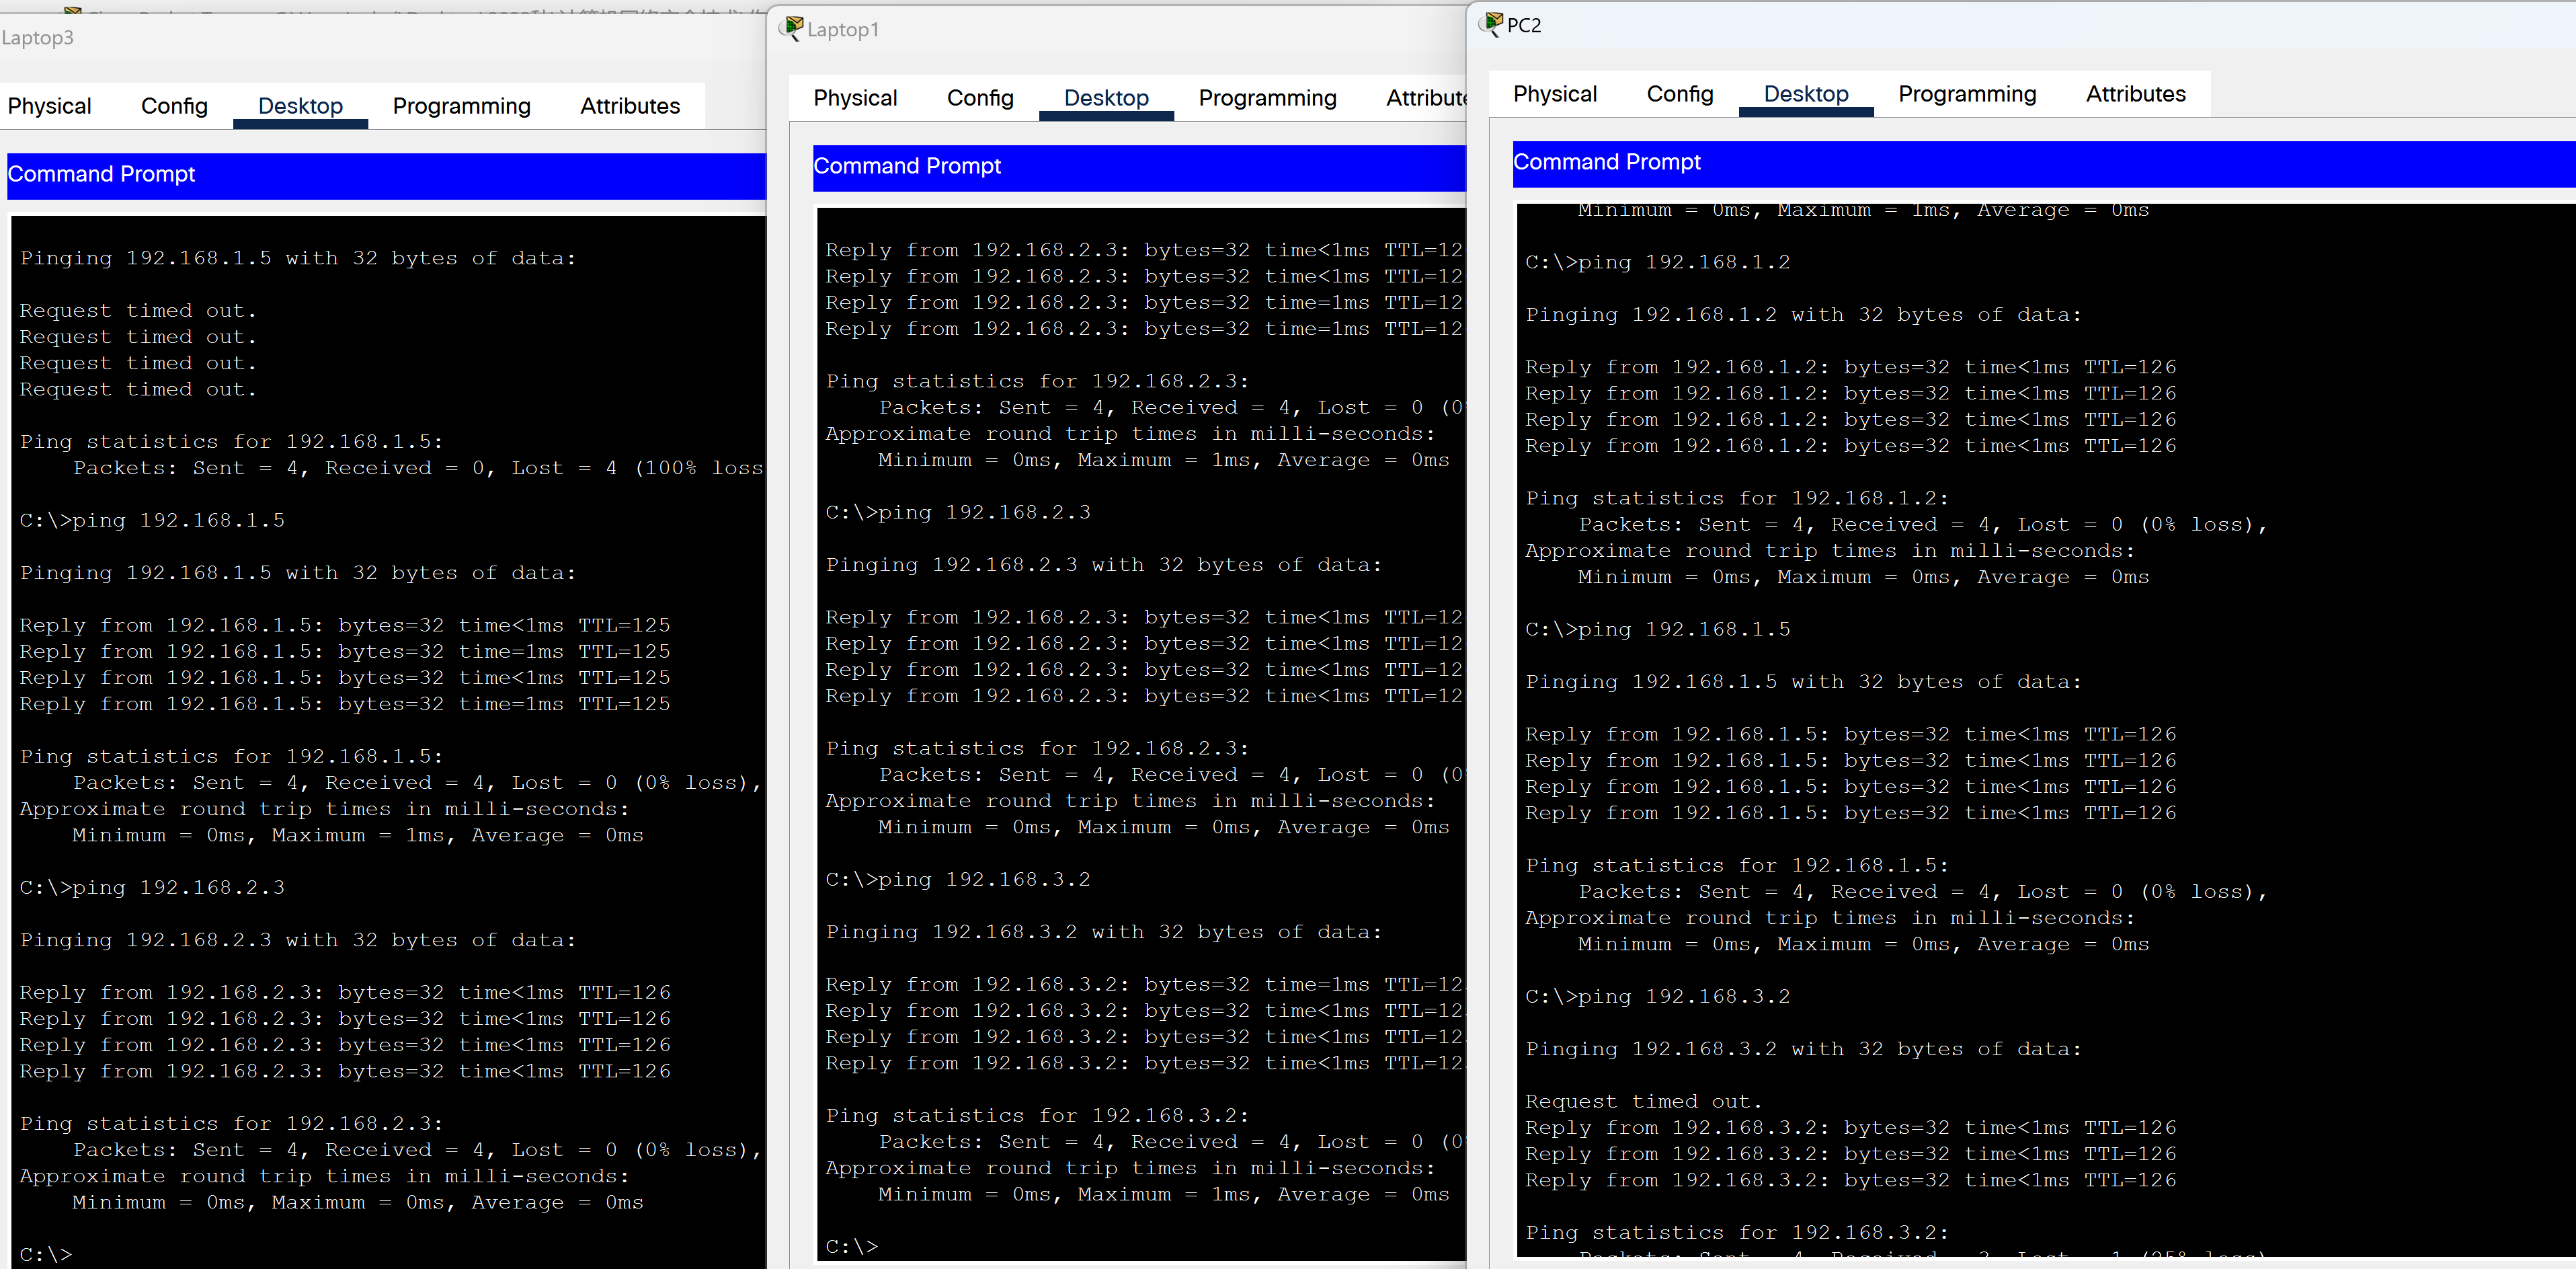 Laptop3
Physical Config Desktop Programming Attributes
Command Prompt
Pinging 192.168.1.5 with 32 bytes of data:
Request timed out.
Request timed out.
Request timed out.
Request timed out.
Ping statistics for 192.168.1.5:
Packets: Sent = 4, Received = 0, Lost = 4 (100% loss
C:\>ping 192.168.1.5
Pinging 192.168.1.5 with 32 bytes of data:
Reply from 192.168.1.5: bytes=32 time<1ms TTL=125
Reply from 192.168.1.5: bytes=32 time=1ms TTL=125
Reply from 192.168.1.5: bytes=32 time<1ms TTL=125
Reply from 192.168.1.5: bytes=32 time=1ms TTL=125
Ping statistics for 192.168.1.5:
Packets: Sent = 4, Received = 4, Lost = 0 (0% loss),
Approximate round trip times in milli-seconds:
Minimum = 0ms, Maximum = 1ms, Average = 0ms
C:\>ping 192.168.2.3
Pinging 192.168.2.3 with 32 bytes of data:
Reply from 192.168.2.3: bytes=32 time<1ms TTL=126
Reply from 192.168.2.3: bytes=32 time<1ms TTL=126
Reply from 192.168.2.3: bytes=32 time<1ms TTL=126
Reply from 192.168.2.3: bytes=32 time<1ms TTL=126
Ping statistics for 192.168.2.3:
Packets: Sent = 4, Received = 4, Lost = 0 (0% loss),
Approximate round trip times in milli-seconds:
Minimum = 0ms, Maximum = 0ms, Average = 0ms
C:\>
Laptop1
Physical Config Desktop Programming Attribute
Command Prompt
Reply from 192.168.2.3: bytes=32 time<1ms TTL=12
Reply from 192.168.2.3: bytes=32 time<1ms TTL=12
Reply from 192.168.2.3: bytes=32 time=1ms TTL=12
Reply from 192.168.2.3: bytes=32 time=1ms TTL=12
Ping statistics for 192.168.2.3:
Packets: Sent = 4, Received = 4, Lost = 0 (0
Approximate round trip times in milli-seconds:
Minimum = 0ms, Maximum = 1ms, Average = 0ms
C:\>ping 192.168.2.3
Pinging 192.168.2.3 with 32 bytes of data:
Reply from 192.168.2.3: bytes=32 time<1ms TTL=12
Reply from 192.168.2.3: bytes=32 time<1ms TTL=12
Reply from 192.168.2.3: bytes=32 time<1ms TTL=12
Reply from 192.168.2.3: bytes=32 time<1ms TTL=12
Ping statistics for 192.168.2.3:
Packets: Sent = 4, Received = 4, Lost = 0 (0
Approximate round trip times in milli-seconds:
Minimum = 0ms, Maximum = 0ms, Average = 0ms
C:\>ping 192.168.3.2
Pinging 192.168.3.2 with 32 bytes of data:
Reply from 192.168.3.2: bytes=32 time=1ms TTL=12
Reply from 192.168.3.2: bytes=32 time<1ms TTL=12
Reply from 192.168.3.2: bytes=32 time<1ms TTL=12
Reply from 192.168.3.2: bytes=32 time<1ms TTL=12
Ping statistics for 192.168.3.2:
Packets: Sent = 4, Received = 4, Lost = 0 (0
Approximate round trip times in milli-seconds:
Minimum = 0ms, Maximum = 1ms, Average = 0ms
C:\>
PC2
Physical Config Desktop Programming Attributes
Command Prompt
Minimum = 0ms, Maximum = 1ms, Average = 0ms
C:\>ping 192.168.1.2
Pinging 192.168.1.2 with 32 bytes of data:
Reply from 192.168.1.2: bytes=32 time<1ms TTL=126
Reply from 192.168.1.2: bytes=32 time<1ms TTL=126
Reply from 192.168.1.2: bytes=32 time<1ms TTL=126
Reply from 192.168.1.2: bytes=32 time<1ms TTL=126
Ping statistics for 192.168.1.2:
Packets: Sent = 4, Received = 4, Lost = 0 (0% loss),
Approximate round trip times in milli-seconds:
Minimum = 0ms, Maximum = 0ms, Average = 0ms
C:\>ping 192.168.1.5
Pinging 192.168.1.5 with 32 bytes of data:
Reply from 192.168.1.5: bytes=32 time<1ms TTL=126
Reply from 192.168.1.5: bytes=32 time<1ms TTL=126
Reply from 192.168.1.5: bytes=32 time<1ms TTL=126
Reply from 192.168.1.5: bytes=32 time<1ms TTL=126
Ping statistics for 192.168.1.5:
Packets: Sent = 4, Received = 4, Lost = 0 (0% loss),
Approximate round trip times in milli-seconds:
Minimum = 0ms, Maximum = 0ms, Average = 0ms
C:\>ping 192.168.3.2
Pinging 192.168.3.2 with 32 bytes of data:
Request timed out.
Reply from 192.168.3.2: bytes=32 time<1ms TTL=126
Reply from 192.168.3.2: bytes=32 time<1ms TTL=126
Reply from 192.168.3.2: bytes=32 time<1ms TTL=126
Ping statistics for 192.168.3.2: